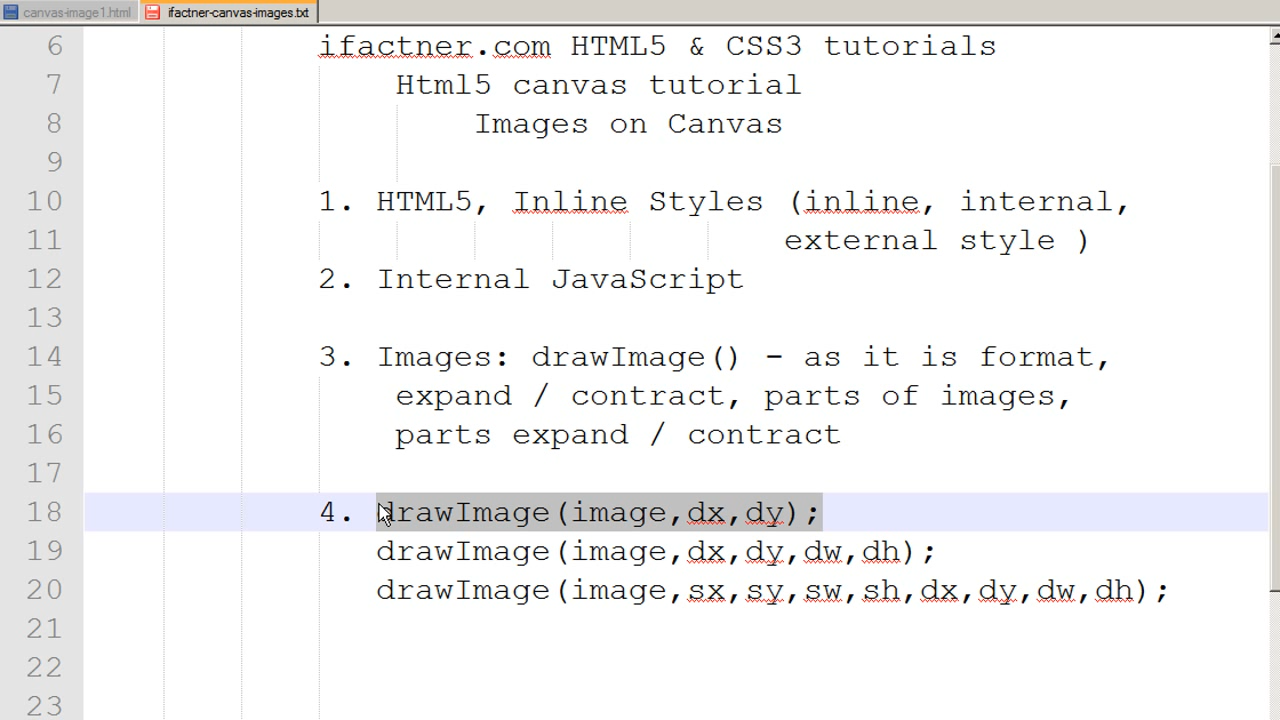 canvas-image1.html ifactner-canvas-images.txt
6 ifactner.com HTML5 & CSS3 tutorials
7 Html5 canvas tutorial
8 Images on Canvas
9
10 1. HTML5, Inline Styles (inline, internal,
11 external style )
12 2. Internal JavaScript
13
14 3. Images: drawImage() - as it is format,
15 expand / contract, parts of images,
16 parts expand / contract
17
18 4. drawImage(image,dx,dy);
19 drawImage(image,dx,dy,dw,dh);
20 drawImage(image,sx,sy,sw,sh,dx,dy,dw,dh);
21
22
23